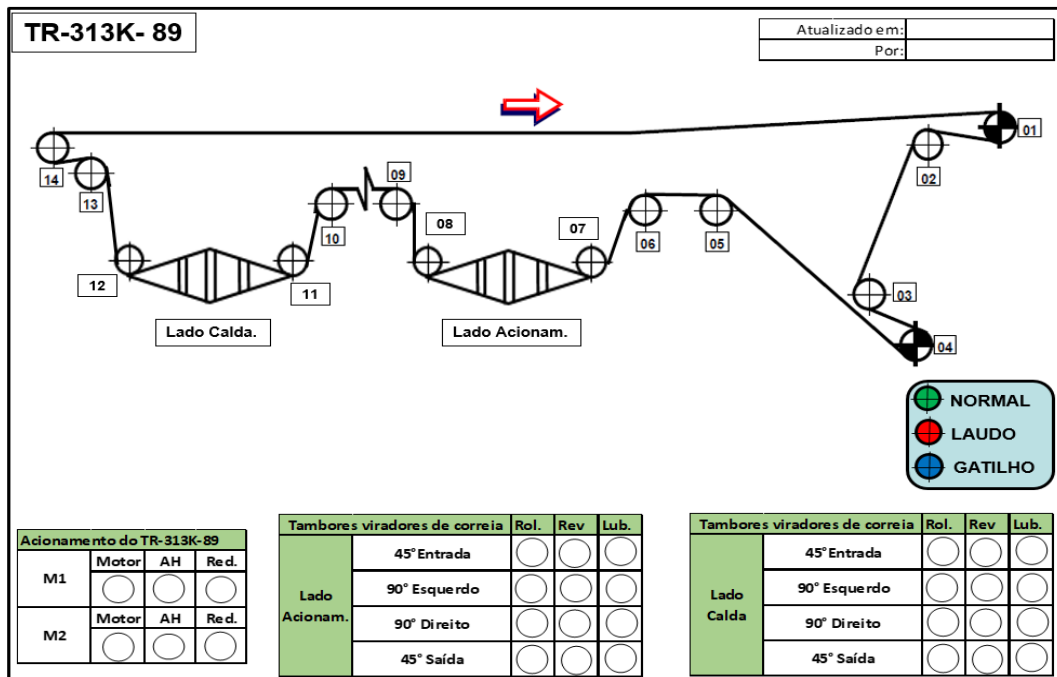 TR-313K- 89
Atualizado em:
Por:
01
02
14
13
09
10
08
07
06
05
12
11
03
04
Lado Calda.
Lado Acionam.
NORMAL
LAUDO
GATILHO
Acionamento do TR-313K-89
M1
Motor AH Red.
M2
Motor AH Red.
Tambores viradores de correia Rol. Rev Lub.
Lado Acionam.
45°Entrada
90° Esquerdo
90° Direito
45° Saída
Tambores viradores de correia Rol. Rev Lub.
Lado Calda
45°Entrada
90° Esquerdo
90° Direito
45° Saída